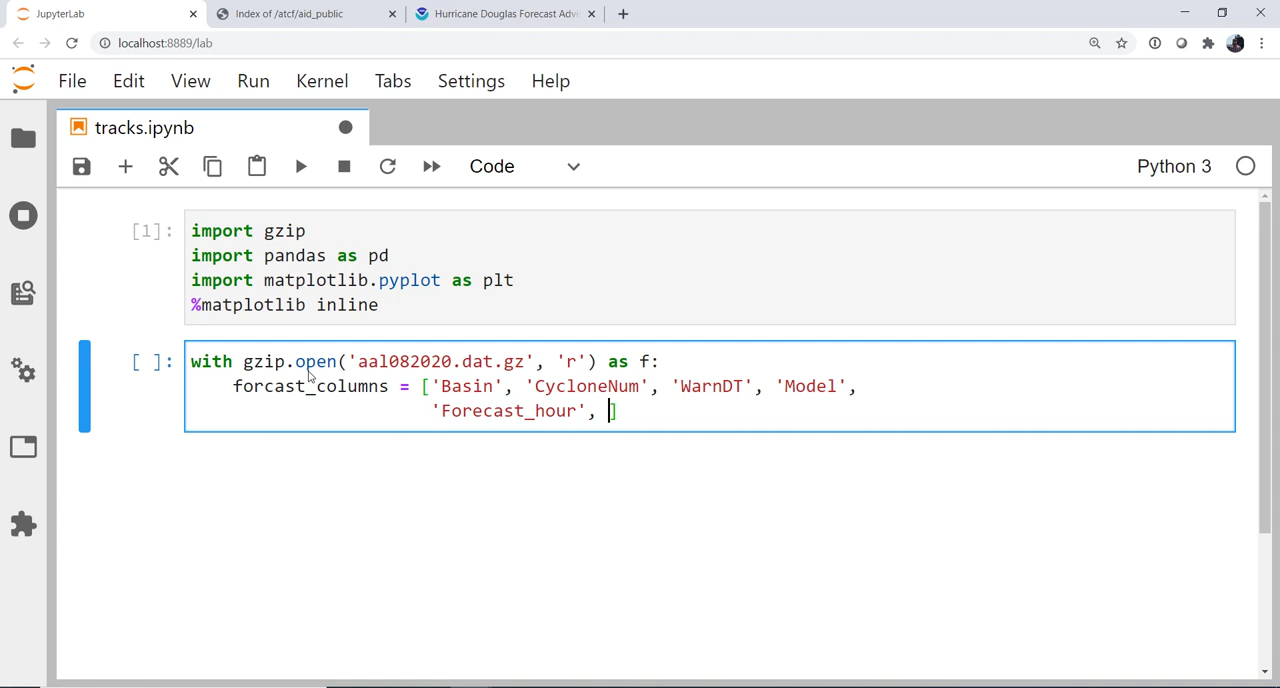 JupyterLab
Index of /atcf/aid_public
Hurricane Douglas Forecast Advi
localhost:8889/lab
File Edit View Run Kernel Tabs Settings Help
tracks.ipynb
Code
Python 3
[1]:
import gzip
import pandas as pd
import matplotlib.pyplot as plt
%matplotlib inline
[ ]:
with gzip.open('aal082020.dat.gz', 'r') as f:
forcast_columns = ['Basin', 'CycloneNum', 'WarnDT', 'Model',
'Forecast_hour', ]